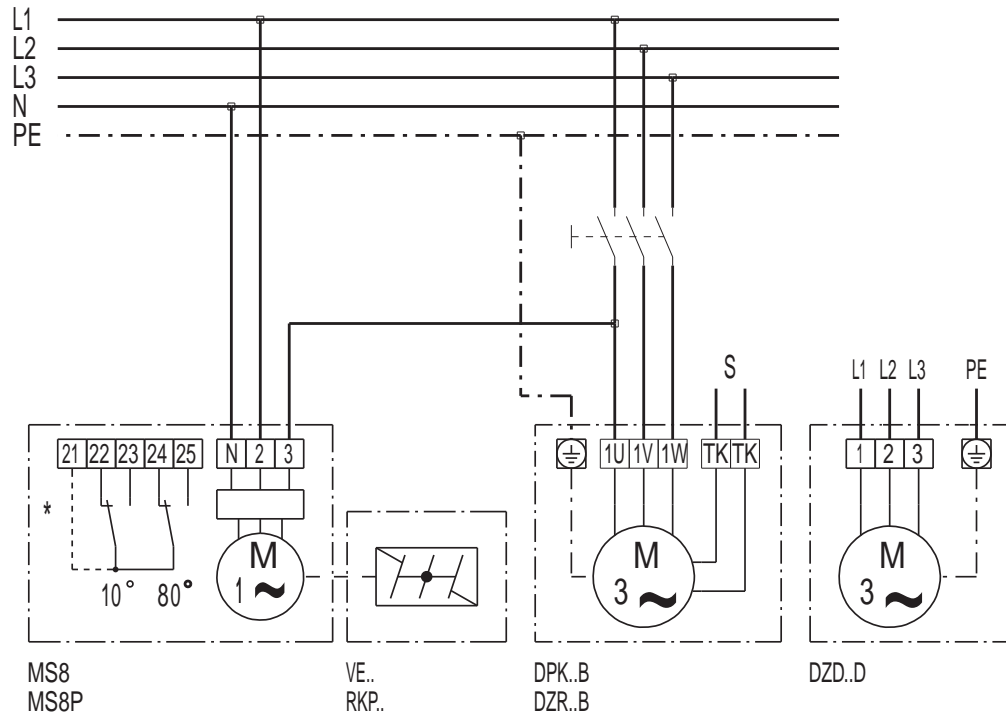 L1
L2
L3
N
PE
S
L1 L2 L3 PE
21 22 23 24 25 N 2 3 1U 1V 1W TK TK 1 2 3
*
10° 80°
M
1 ~
M
3 ~
M
3 ~
MS8 VE.. DPK..B DZD..D
MS8P RKP.. DZR..B